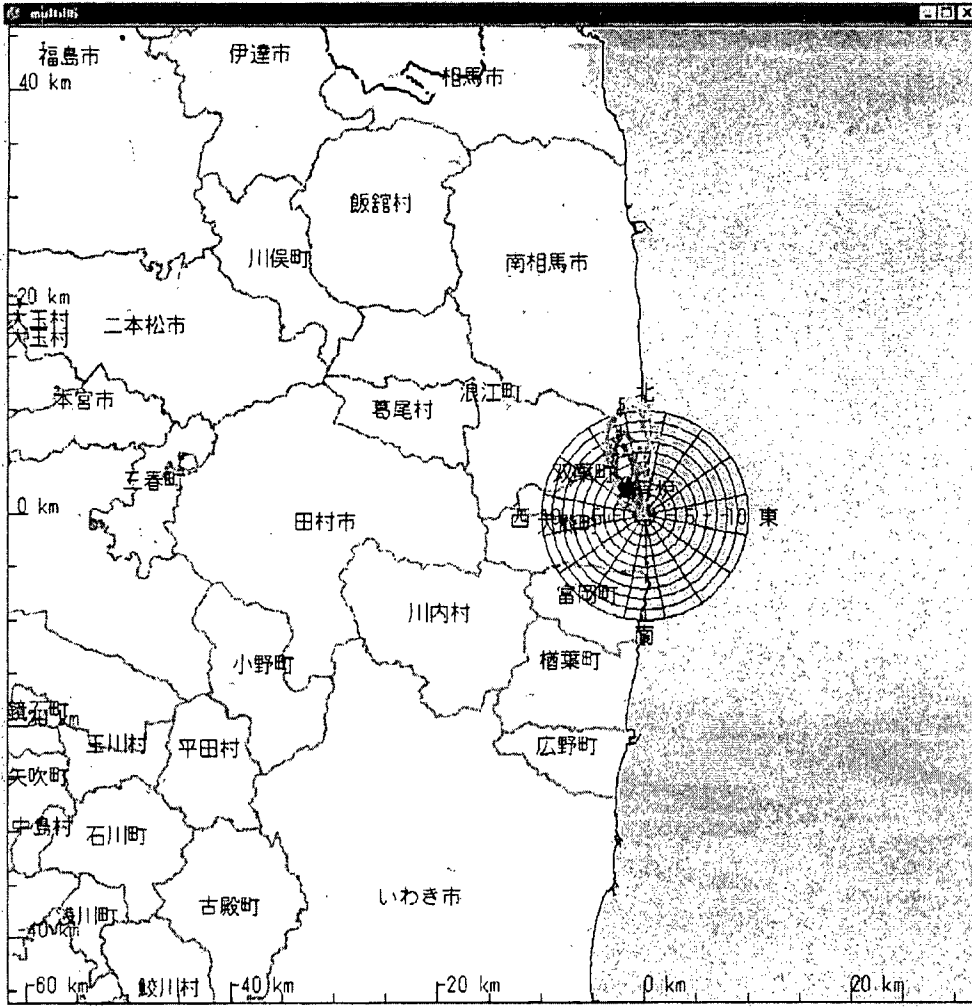 福島市
伊達市
相馬市
40 km
飯舘村
川俣町
南相馬市
20 km
大玉村
大玉村
二本松市
本宮市
葛尾村
浪江町
北
5
三春町
双葉町
0 km
田村市
西
5
10
東
川内村
富岡町
南
小野町
楢葉町
鏡石町
玉川村
平田村
広野町
矢吹町
中島村
石川町
浅川町
古殿町
いわき市
-40 km
鮫川村
-60 km
-40 km
-20 km
0 km
20 km